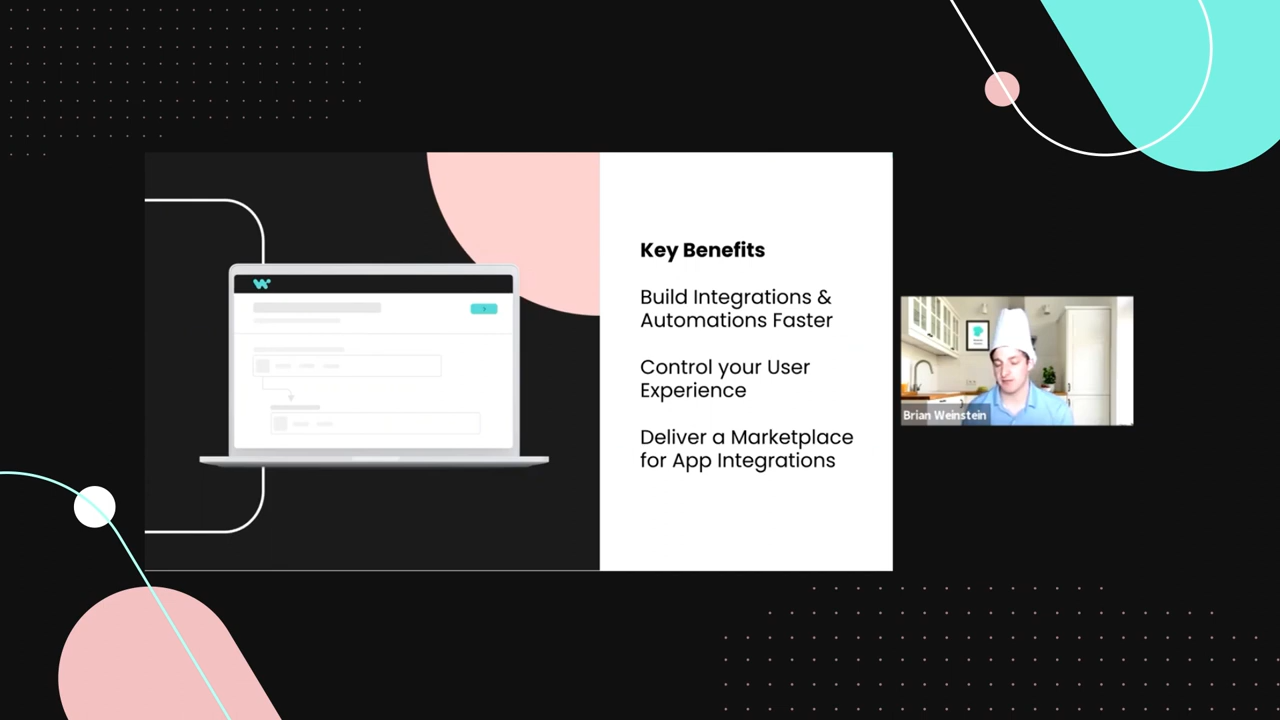 Key Benefits
Build Integrations &
Automations Faster
Control your User
Experience
Deliver a Marketplace
for App Integrations
Brian Weinstein